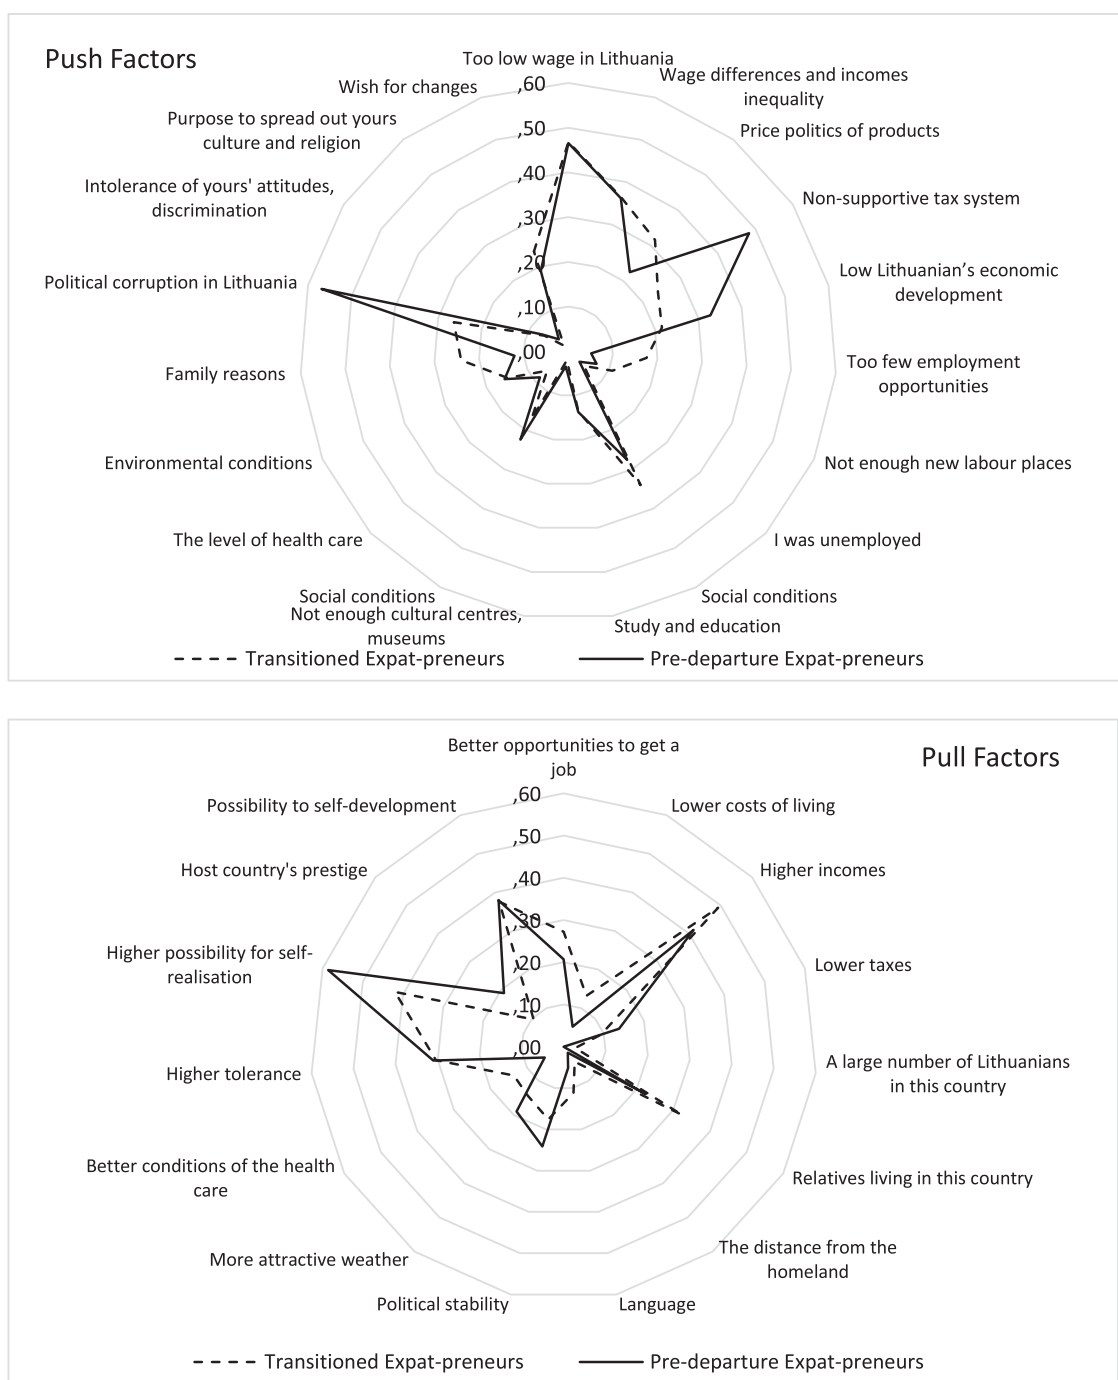 Push Factors
Too low wage in Lithuania
Wage differences and incomes
inequality
Price politics of products
Non-supportive tax system
Low Lithuanian’s economic
development
Too few employment
opportunities
Not enough new labour places
I was unemployed
Social conditions
Study and education
Not enough cultural centres,
museums
Social conditions
The level of health care
Environmental conditions
Family reasons
Political corruption in Lithuania
Intolerance of yours' attitudes,
discrimination
Purpose to spread out yours
culture and religion
Wish for changes
,60
,50
,40
,30
,20
,10
,00
Transitioned Expat-preneurs
Pre-departure Expat-preneurs
Pull Factors
Better opportunities to get a
job
Lower costs of living
Higher incomes
Lower taxes
A large number of Lithuanians
in this country
Relatives living in this country
The distance from the
homeland
Language
Political stability
More attractive weather
Better conditions of the health
care
Higher tolerance
Higher possibility for self-
realisation
Host country's prestige
Possibility to self-development
,60
,50
,40
,30
,20
,10
,00
Transitioned Expat-preneurs
Pre-departure Expat-preneurs